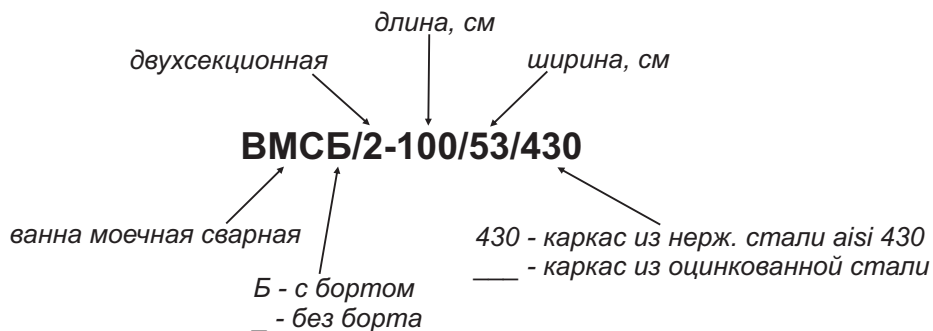 длина, см
двухсекционная
ширина, см
ВМСБ/2-100/53/430
ванна моечная сварная
430 - каркас из нерж. стали aisi 430
___ - каркас из оцинкованной стали
Б - с бортом
_ - без борта